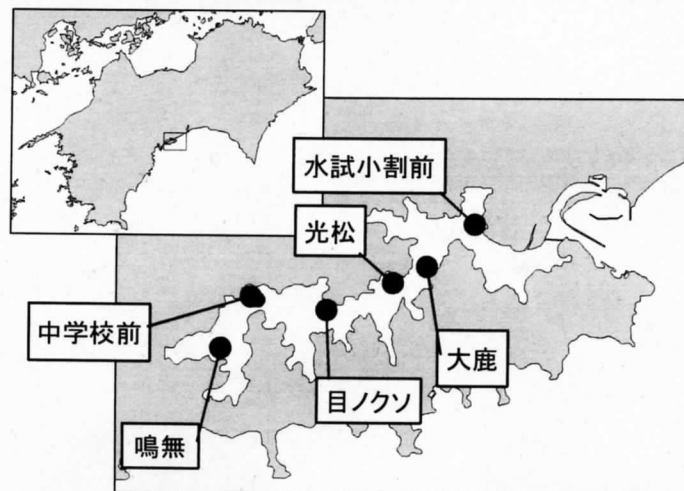 水試小割前
光松
中学校前
大鹿
目ノクソ
鳴無